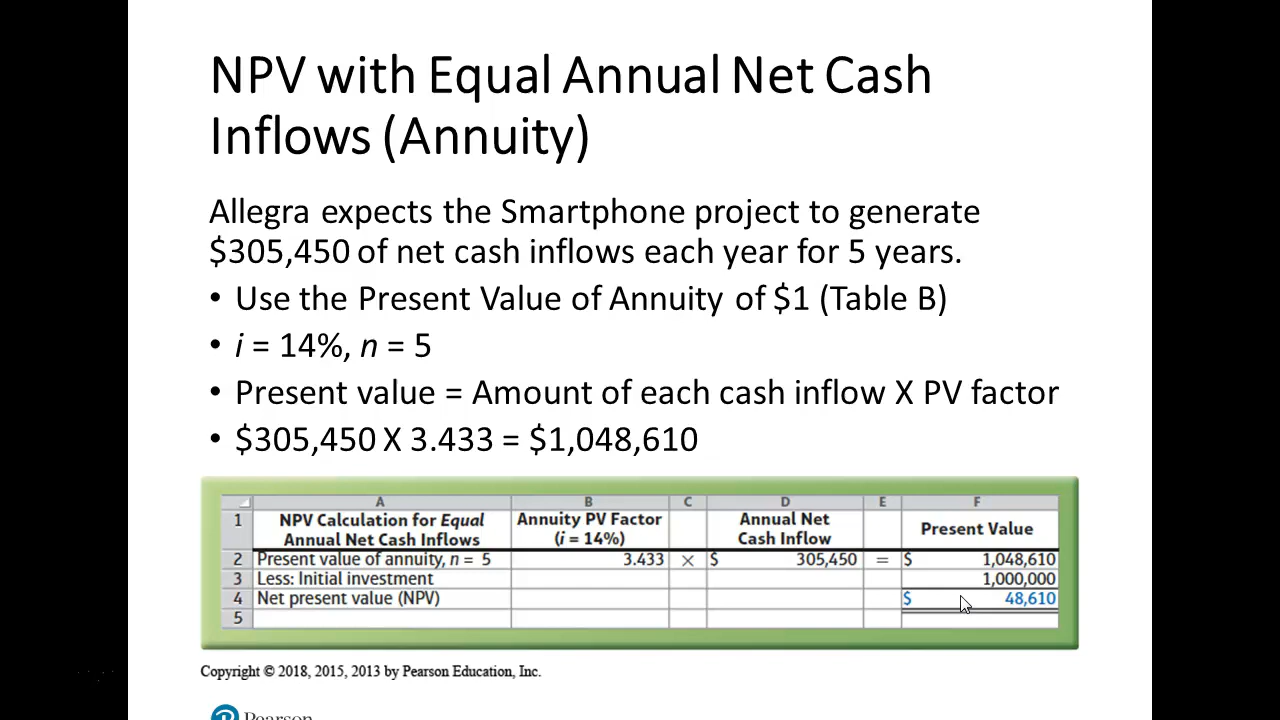 NPV with Equal Annual Net Cash
Inflows (Annuity)
Allegra expects the Smartphone project to generate
$305,450 of net cash inflows each year for 5 years.
• Use the Present Value of Annuity of $1 (Table B)
• i = 14%, n = 5
• Present value = Amount of each cash inflow X PV factor
• $305,450 X 3.433 = $1,048,610
A B C D E F
1 NPV Calculation for Equal Annual Net Cash Inflows Annuity PV Factor (i = 14%) Annual Net Cash Inflow Present Value
2 Present value of annuity, n = 5 3.433 × $ 305,450 = $ 1,048,610
3 Less: Initial investment 1,000,000
4 Net present value (NPV) $ 48,610
5
Copyright © 2018, 2015, 2013 by Pearson Education, Inc.
Pearson